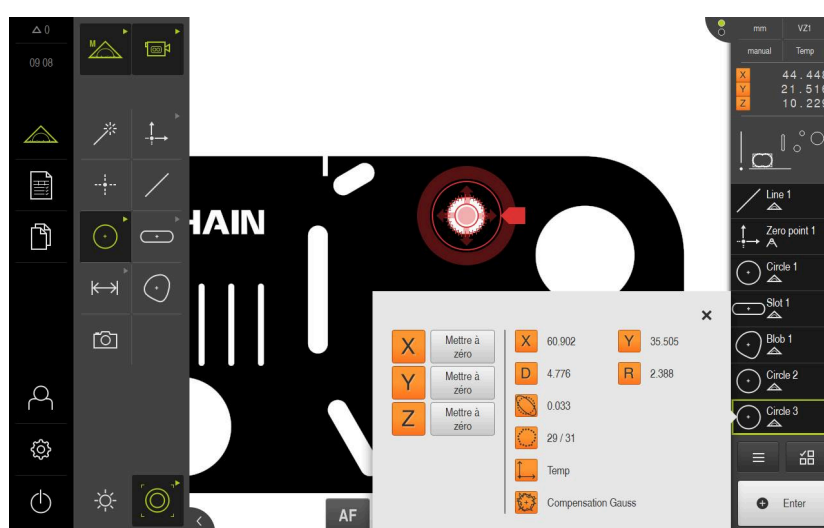 0
09 08
M
HAIN
AF
mm VZ1
manual Temp
X 44.448
Y 21.516
Z 10.229
Line 1
Zero point 1
Circle 1
Slot 1
Blob 1
Circle 2
Circle 3
Enter
X Mettre à zéro
Y Mettre à zéro
Z Mettre à zéro
X 60.902 Y 35.505
D 4.776 R 2.388
0.033
29 / 31
Temp
Compensation Gauss